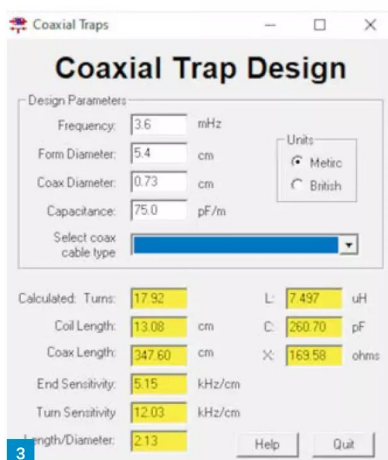 Coaxial Traps
Coaxial Trap Design
Design Parameters
Frequency: 3.6 mHz
Form Diameter: 5.4 cm
Coax Diameter: 0.73 cm
Capacitance: 75.0 pF/m
Select coax
cable type
Units
Metirc
British
Calculated: Turns: 17.92
Coil Length: 13.08 cm
Coax Length: 347.60 cm
End Sensitivity: 5.15 kHz/cm
Turn Sensitivity 12.03 kHz/cm
Length/Diameter: 2.13
L: 7.497 uH
C: 260.70 pF
X: 169.58 ohms
Help Quit
3